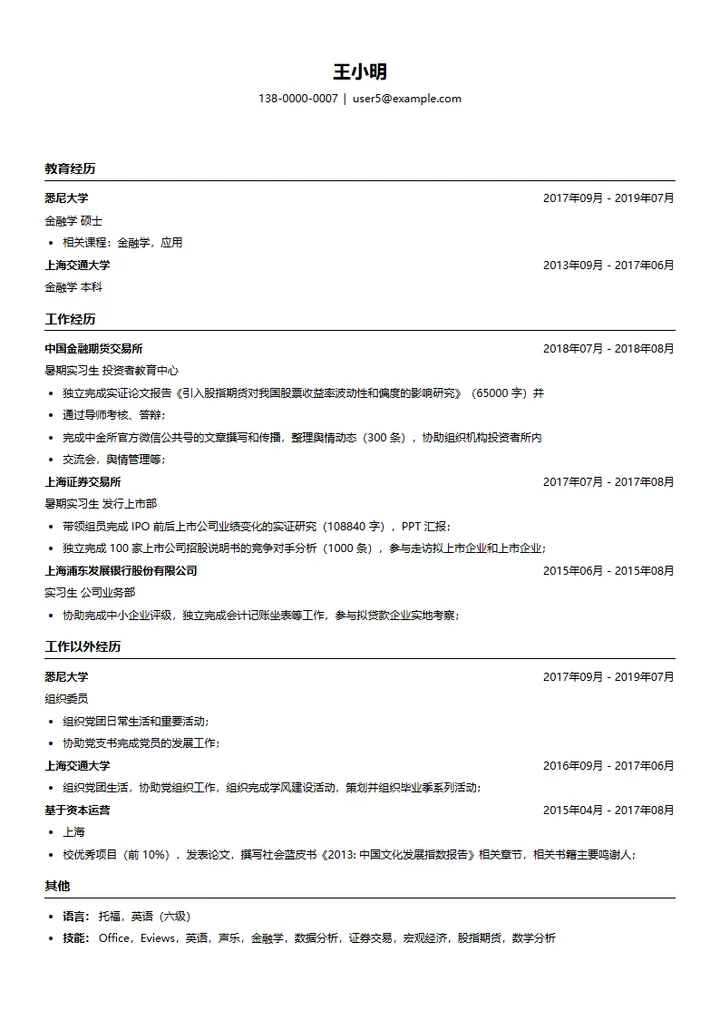 王小明
138-0000-0007 | user5@example.com
教育经历
悉尼大学 2017年09月 - 2019年07月
金融学 硕士
• 相关课程：金融学，应用
上海交通大学 2013年09月 - 2017年06月
金融学 本科
工作经历
中国金融期货交易所 2018年07月 - 2018年08月
暑期实习生 投资者教育中心
• 独立完成实证论文报告《引入股指期货对我国股票收益率波动性和偏度的影响研究》（65000 字）并
• 通过导师考核、答辩；
• 完成中金所官方微信公共号的文章撰写和传播，整理舆情动态（300 条），协助组织机构投资者所内
• 交流会，舆情管理等；
上海证券交易所 2017年07月 - 2017年08月
暑期实习生 发行上市部
• 带领组员完成 IPO 前后上市公司业绩变化的实证研究（108840 字），PPT 汇报；
• 独立完成 100 家上市公司招股说明书的竞争对手分析（1000 条），参与走访拟上市企业和上市企业；
上海浦东发展银行股份有限公司 2015年06月 - 2015年08月
实习生 公司业务部
• 协助完成中小企业评级，独立完成会计记账坐表等工作，参与拟贷款企业实地考察；
工作以外经历
悉尼大学 2017年09月 - 2019年07月
组织委员
• 组织党团日常生活和重要活动；
• 协助党支书完成党员的发展工作；
上海交通大学 2016年09月 - 2017年06月
• 组织党团生活，协助党组织工作，组织完成学风建设活动，策划并组织毕业季系列活动；
基于资本运营 2015年04月 - 2017年08月
• 上海
• 校优秀项目（前 10%），发表论文，撰写社会蓝皮书《2013: 中国文化发展指数报告》相关章节，相关书籍主要鸣谢人；
其他
• 语言： 托福，英语（六级）
• 技能： Office，Eviews，英语，声乐，金融学，数据分析，证券交易，宏观经济，股指期货，数学分析